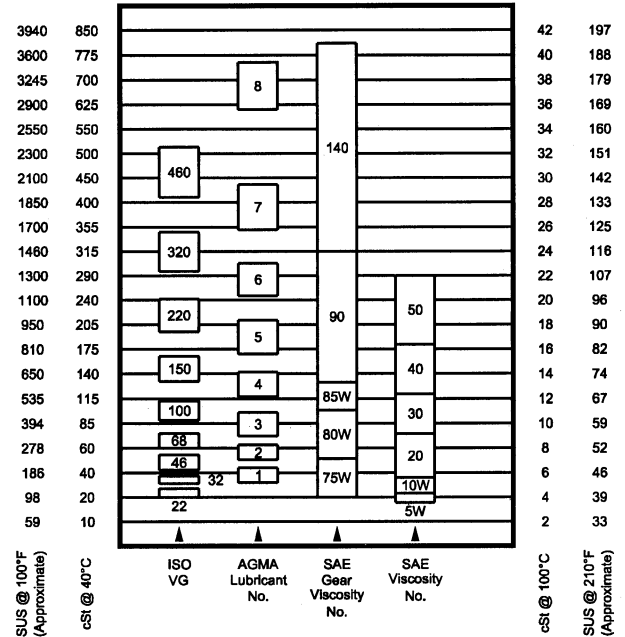 3940 850 42 197
3600 775 40 188
3245 700 8 38 179
2900 625 36 169
2550 550 34 160
140
2300 500 32 151
460
2100 450 30 142
1850 400 7 28 133
1700 355 26 125
1460 315 320 24 116
1300 290 6 22 107
1100 240 20 96
220 90 50
950 205 18 90
5
810 175 16 82
150 40
650 140 4 14 74
535 115 85W 12 67
100 30
394 85 3 10 59
68 80W
278 60 2 8 52
46 20
186 40 32 1 75W 6 46
10W
98 20 4 39
22 5W
59 10 2 33
SUS @ 100°F
(Approximate)
cSt @ 40°C
ISO
VG
AGMA
Lubricant
No.
SAE
Gear
Viscosity
No.
SAE
Viscosity
No.
cSt @ 100°C
SUS @ 210°F
(Approximate)